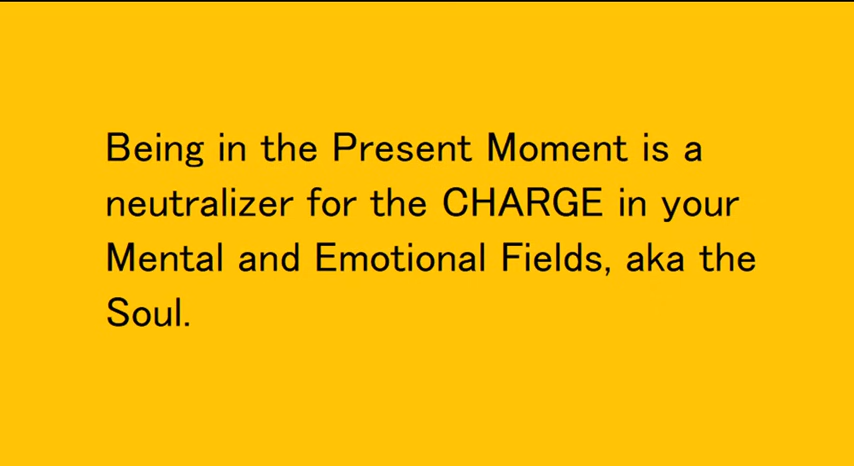 Being in the Present Moment is a
neutralizer for the CHARGE in your
Mental and Emotional Fields, aka the
Soul.